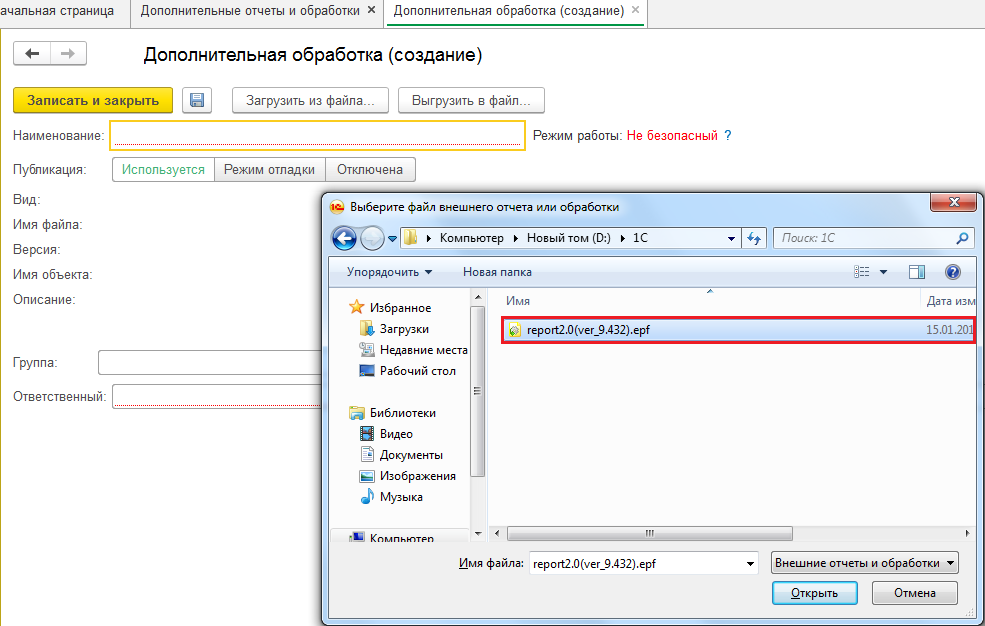 ачальная страница
Дополнительные отчеты и обработки ×
Дополнительная обработка (создание) ×
Дополнительная обработка (создание)
Записать и закрыть
Загрузить из файла...
Выгрузить в файл...
Наименование:
Режим работы: Не безопасный ?
Публикация:
Используется
Режим отладки
Отключена
Вид:
Имя файла:
Версия:
Имя объекта:
Описание:
Группа:
Ответственный:
Выберите файл внешнего отчета или обработки
Компьютер
Новый том (D:)
1С
Поиск: 1С
Упорядочить
Новая папка
Имя
Дата изм
Избранное
Загрузки
Недавние места
Рабочий стол
Библиотеки
Видео
Документы
Изображения
Музыка
Компьютер
report2.0(ver_9.432).epf
15.01.201
Имя файла:
report2.0(ver_9.432).epf
Внешние отчеты и обработки
Открыть
Отмена